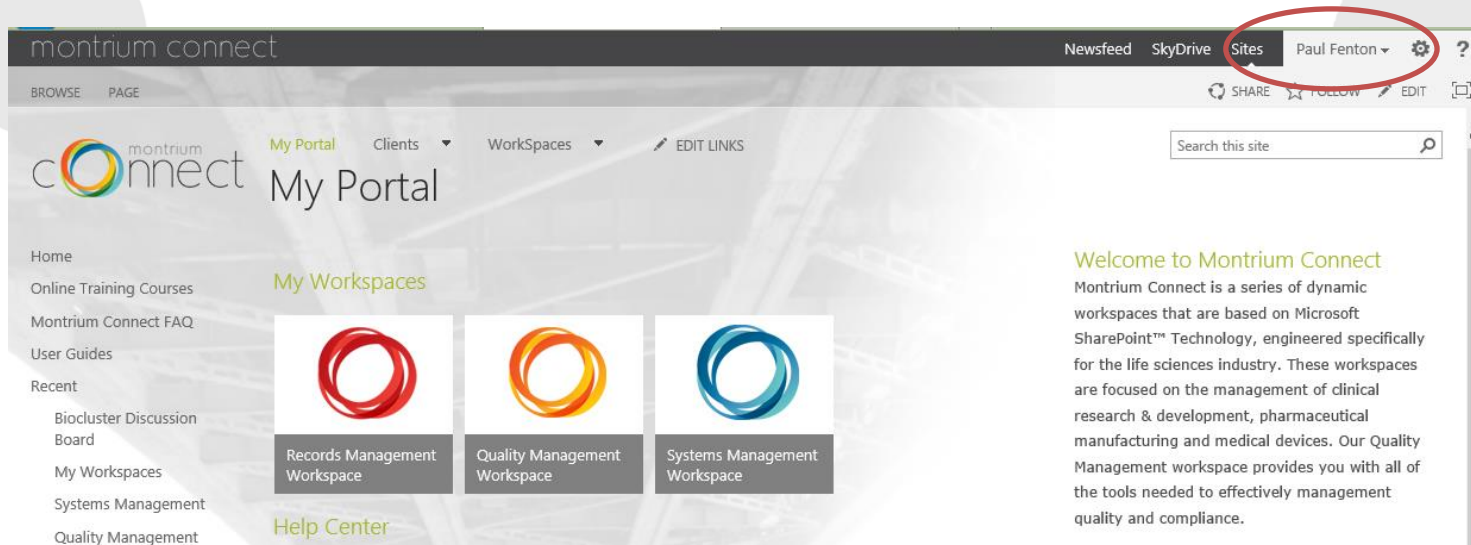 montrium connect
Newsfeed SkyDrive Sites Paul Fenton ?
BROWSE PAGE
SHARE FOLLOW EDIT
montrium
connect
My Portal Clients WorkSpaces EDIT LINKS
My Portal
Search this site
Home
Online Training Courses
Montrium Connect FAQ
User Guides
Recent
Biocluster Discussion
Board
My Workspaces
Systems Management
Quality Management
My Workspaces
Records Management
Workspace
Quality Management
Workspace
Systems Management
Workspace
Help Center
Welcome to Montrium Connect
Montrium Connect is a series of dynamic
workspaces that are based on Microsoft
SharePoint™ Technology, engineered specifically
for the life sciences industry. These workspaces
are focused on the management of clinical
research & development, pharmaceutical
manufacturing and medical devices. Our Quality
Management workspace provides you with all of
the tools needed to effectively management
quality and compliance.